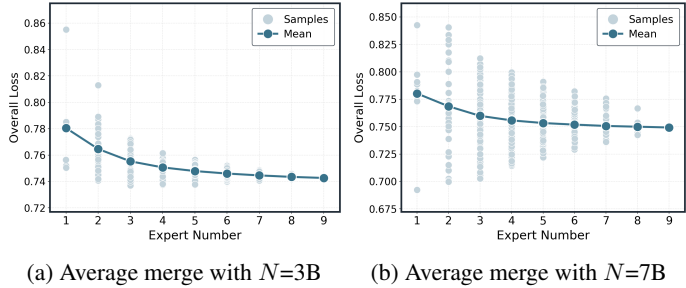 0.86
0.84
0.82
0.80
0.78
0.76
0.74
0.72
Overall Loss
1 2 3 4 5 6 7 8 9
Expert Number
Samples
Mean
(a) Average merge with N=3B
0.850
0.825
0.800
0.775
0.750
0.725
0.700
0.675
Overall Loss
1 2 3 4 5 6 7 8 9
Expert Number
Samples
Mean
(b) Average merge with N=7B